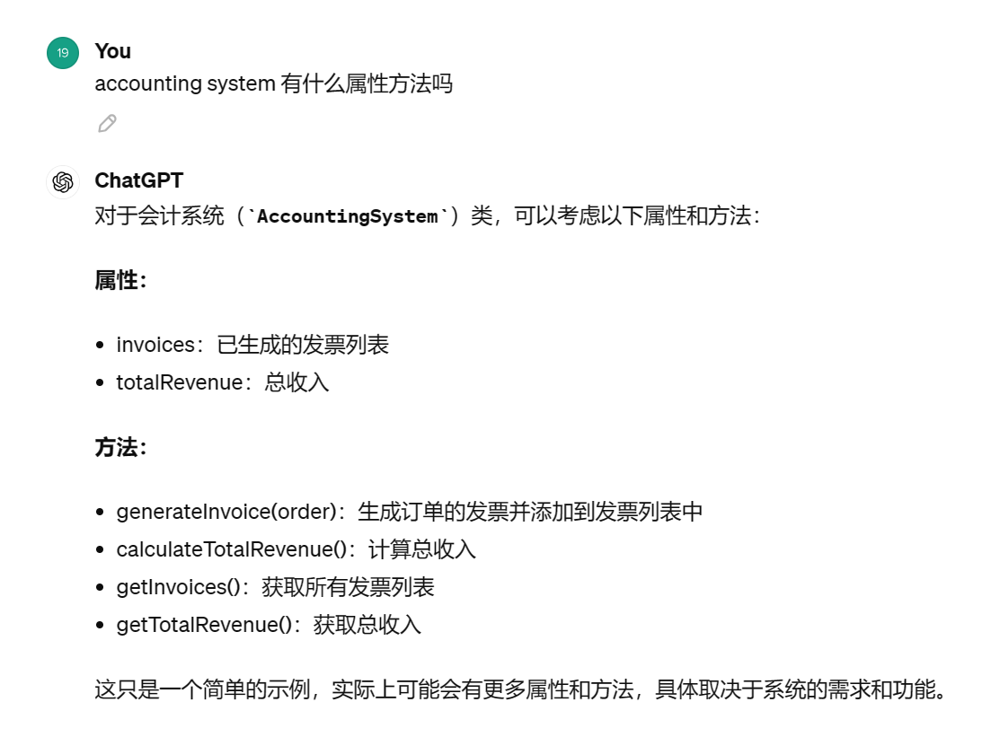 19
You
accounting system 有什么属性方法吗
ChatGPT
对于会计系统（`AccountingSystem`）类，可以考虑以下属性和方法：
属性：
• invoices：已生成的发票列表
• totalRevenue：总收入
方法：
• generateInvoice(order)：生成订单的发票并添加到发票列表中
• calculateTotalRevenue()：计算总收入
• getInvoices()：获取所有发票列表
• getTotalRevenue()：获取总收入
这只是一个简单的示例，实际上可能会有更多属性和方法，具体取决于系统的需求和功能。